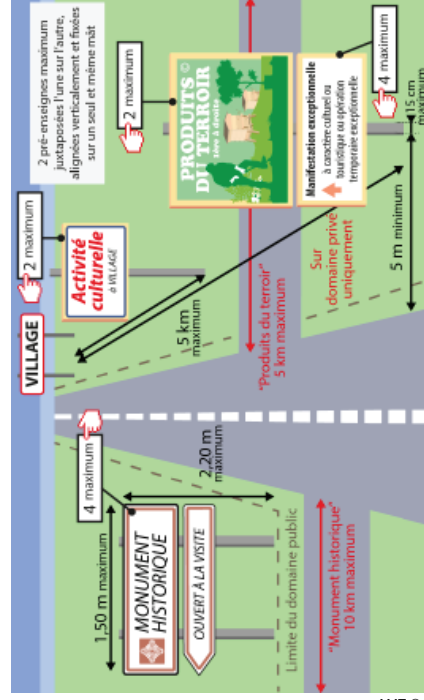 2 pré-enseignes maximum
juxtaposées l'une sur l'autre,
alignées verticalement et fixées
sur un seul et même mât
VILLAGE
2 maximum
Activité
culturelle
à VILLAGE
2 maximum
PRODUITS ©
DU TERROIR
1ère à droite
4 maximum
Manifestation exceptionnelle
à caractère culturel ou
touristique ou opération
temporaire exceptionnelle
15 cm
maximum
5 km
maximum
"Produits du terroir"
5 km maximum
Sur
domaine privé
uniquement
5 m minimum
4 maximum
1,50 m maximum
2,20 m
maximum
MONUMENT
HISTORIQUE
OUVERT À LA VISITE
Limite du domaine public
"Monument historique"
10 km maximum